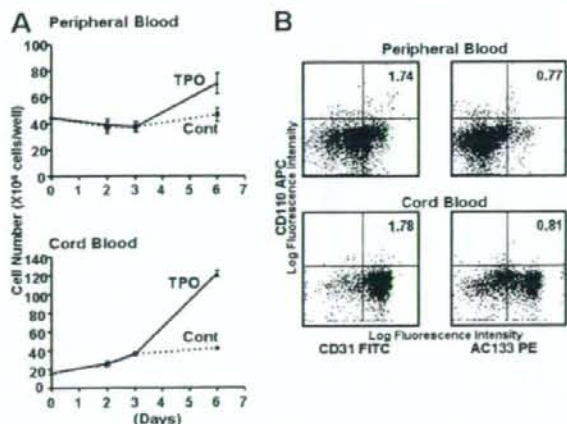 A
Peripheral Blood
100
80
60
40
20
0
TPO
Cont
0 1 2 3 4 5 6 7
Cell Number (X10⁴ cells/well)
Cord Blood
140
120
100
80
60
40
20
0
TPO
Cont
0 1 2 3 4 5 6 7
(Days)
B
Peripheral Blood
1.74
0.77
CD110 APC
Log Fluorescence Intensity
Cord Blood
1.78
0.81
Log Fluorescence Intensity
CD31 FITC
AC133 PE